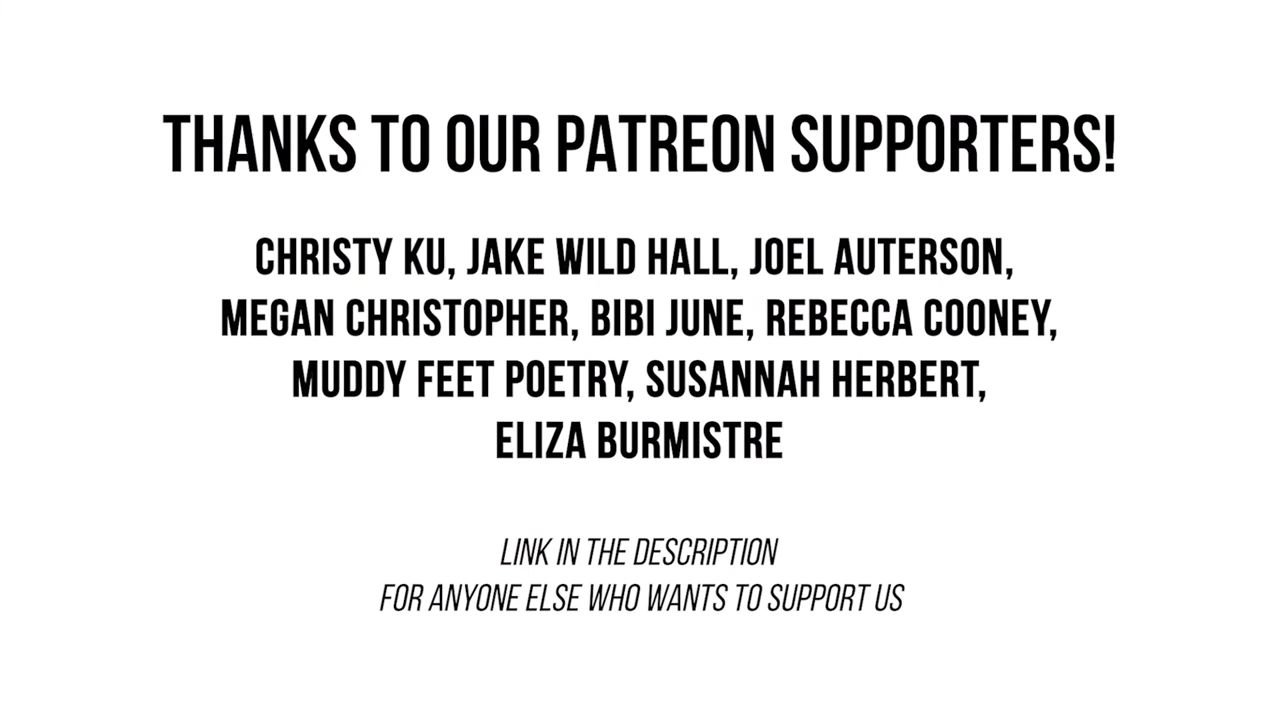 THANKS TO OUR PATREON SUPPORTERS!
CHRISTY KU, JAKE WILD HALL, JOEL AUTERSON,
MEGAN CHRISTOPHER, BIBI JUNE, REBECCA COONEY,
MUDDY FEET POETRY, SUSANNAH HERBERT,
ELIZA BURMISTRE
LINK IN THE DESCRIPTION
FOR ANYONE ELSE WHO WANTS TO SUPPORT US